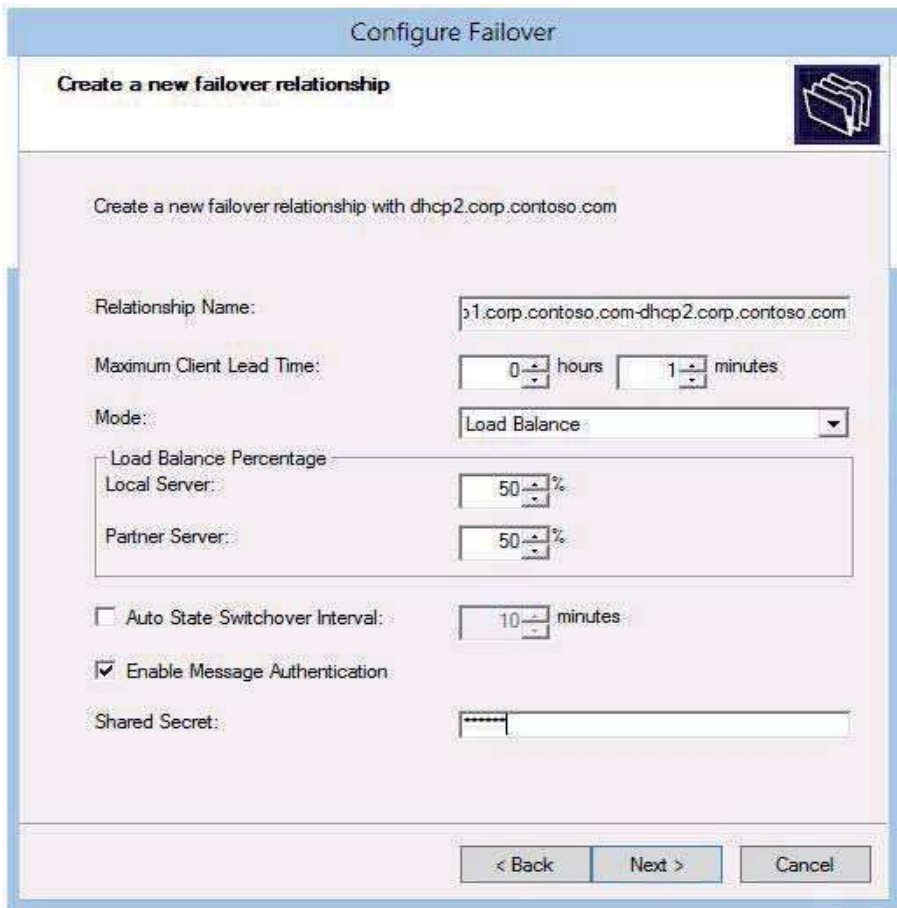 Configure Failover
Create a new failover relationship
Create a new failover relationship with dhcp2.corp.contoso.com
Relationship Name: p1.corp.contoso.com-dhcp2.corp.contoso.com
Maximum Client Lead Time: 0 hours 1 minutes
Mode: Load Balance
Load Balance Percentage
Local Server: 50 %
Partner Server: 50 %
Auto State Switchover Interval: 10 minutes
Enable Message Authentication
Shared Secret: ******
< Back Next > Cancel